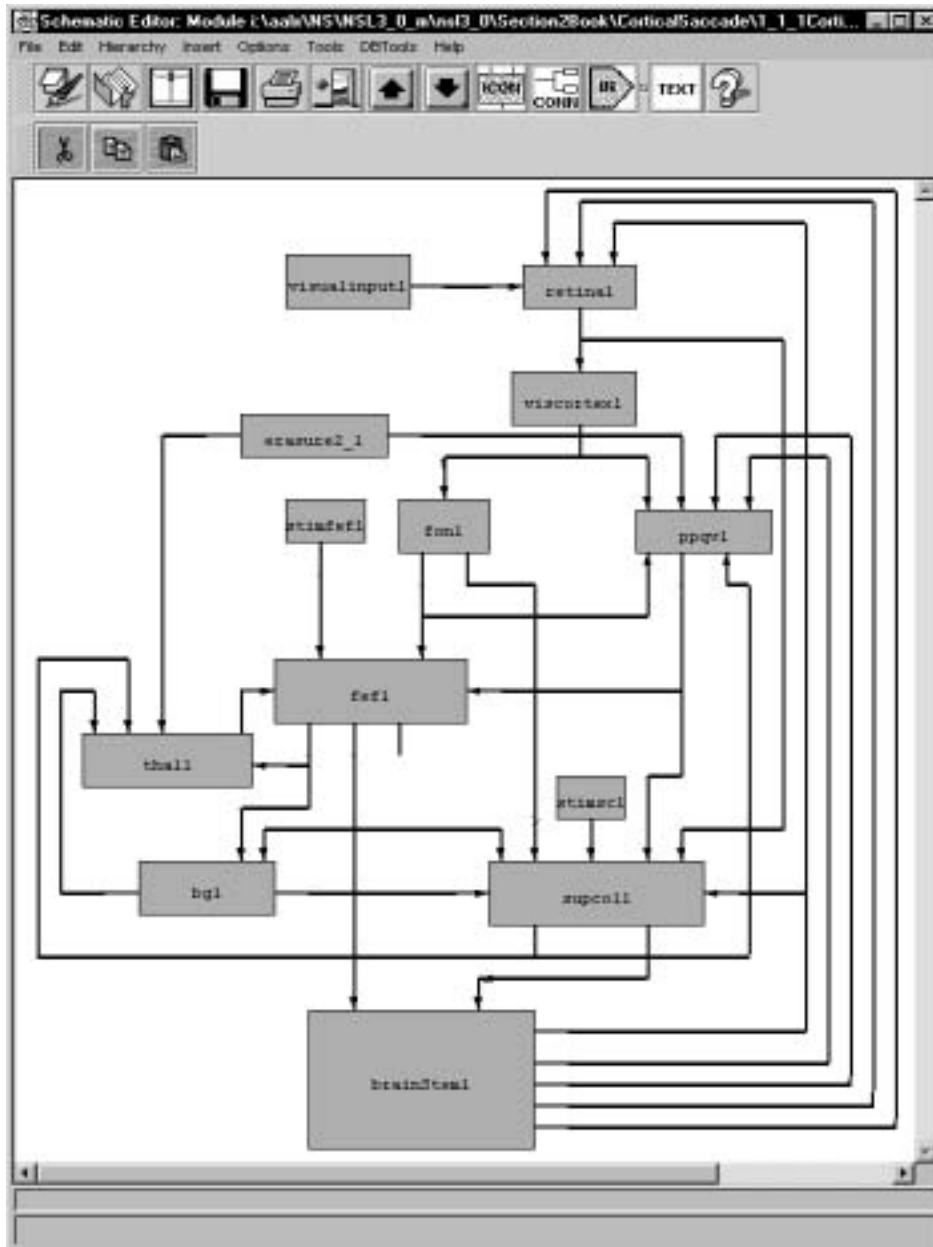 Schematic Editor: Module i:\aaln\NS\NSL3_0_m\nsl3_0\Section2Book\CorticalSaccade\1_1_1Corti...
File Edit Hierarchy Insert Options Tools DBTools Help
ICON CONN TEXT
visualinput1
retina1
viscortex1
erasure2_1
stimfef1
fon1
ppqv1
fef1
thal1
stimsc1
bg1
supcol1
brainStem1